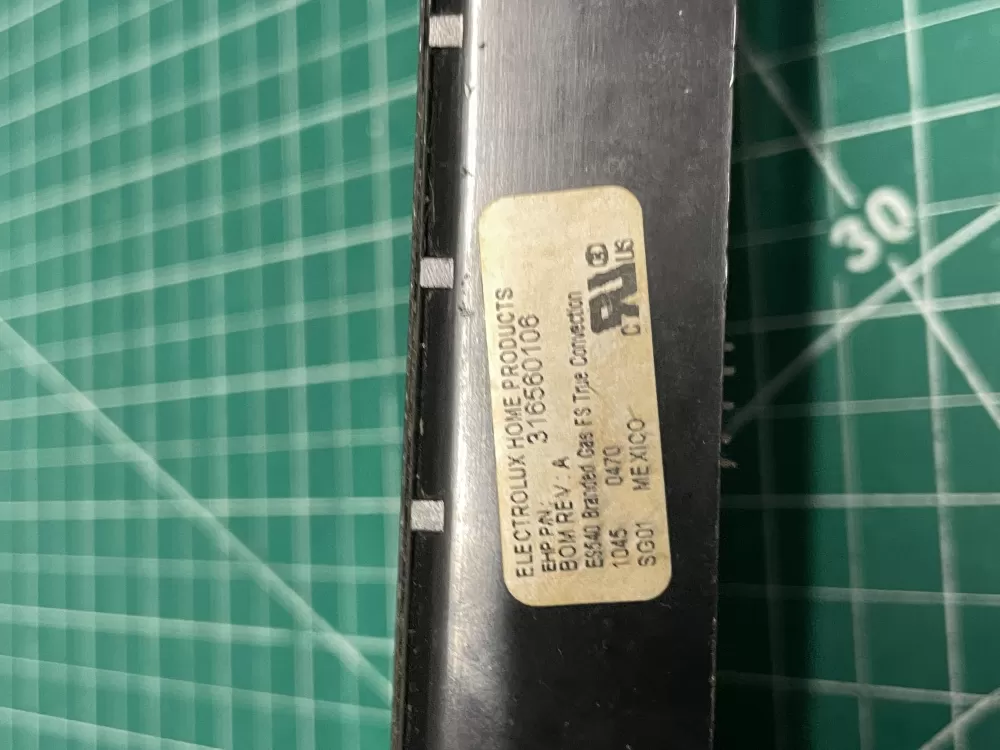 ELECTROLUX HOME PRODUCTS
EHP P/N: 316560106
BOM REV: A
ES540 Branded Gas FS True Convection
1045 0470
SG01 MEXICO
C RU US
30